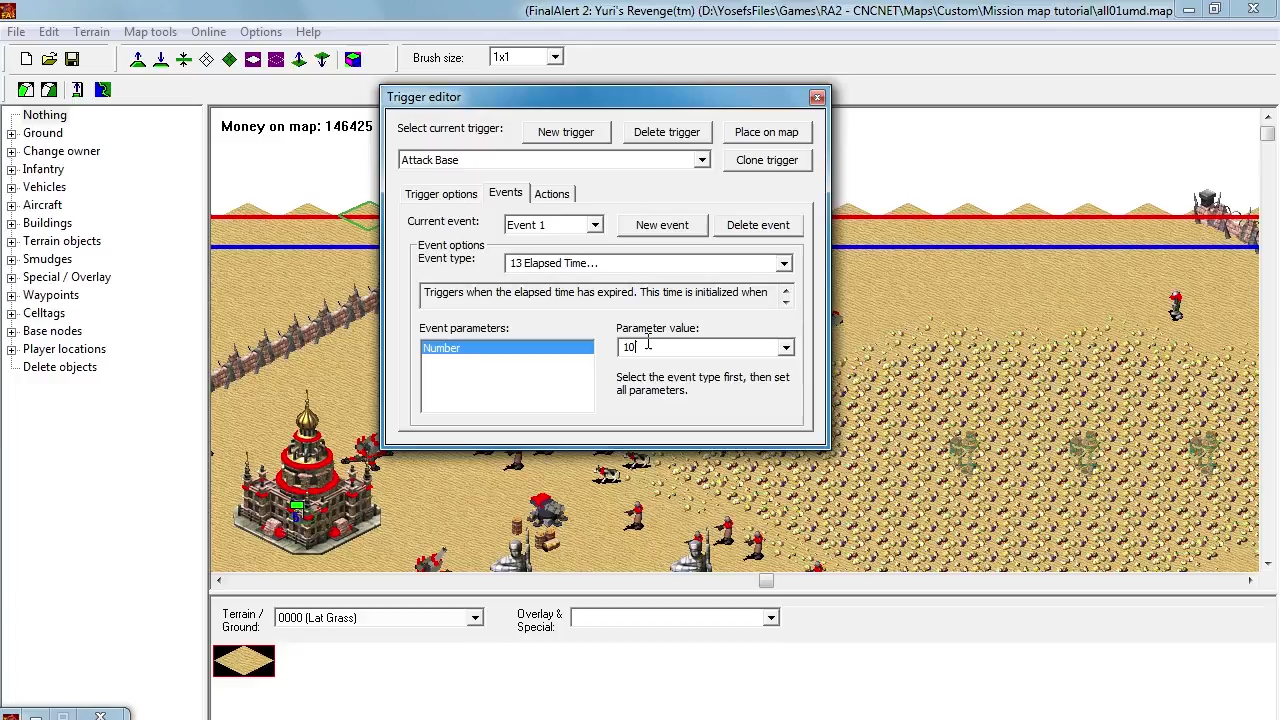 (FinalAlert 2: Yuri's Revenge(tm) (D:\YosefsFiles\Games\RA2 - CNCNET\Maps\Custom\Mission map tutorial\all01umd.map
File Edit Terrain Map tools Online Options Help
Brush size: 1x1
Nothing
Ground
Change owner
Infantry
Vehicles
Aircraft
Buildings
Terrain objects
Smudges
Special / Overlay
Waypoints
Celltags
Base nodes
Player locations
Delete objects
Money on map: 146425
Trigger editor
Select current trigger: New trigger Delete trigger Place on map
Attack Base Clone trigger
Trigger options Events Actions
Current event: Event 1 New event Delete event
Event options
Event type: 13 Elapsed Time...
Triggers when the elapsed time has expired. This time is initialized when
Event parameters: Parameter value:
Number 10
Select the event type first, then set
all parameters.
Terrain / Ground: 0000 (Lat Grass) Overlay & Special: